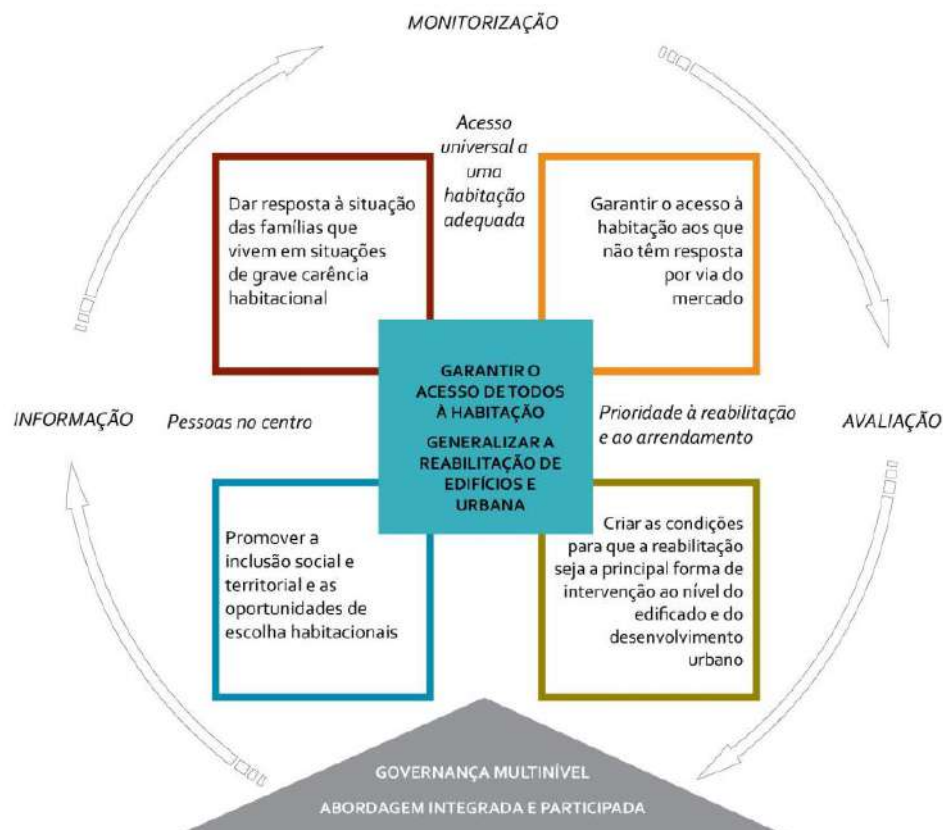 MONITORIZAÇÃO
Acesso
universal a
uma
habitação
adequada
Dar resposta à situação
das famílias que
vivem em situações
de grave carência
habitacional
Garantir o acesso à
habitação aos que
não têm resposta
por via do
mercado
GARANTIR O
ACESSO DE TODOS
À HABITAÇÃO
GENERALIZAR A
REABILITAÇÃO DE
EDIFÍCIOS E
URBANA
INFORMAÇÃO
Pessoas no centro
Prioridade à reabilitação
e ao arrendamento
AVALIAÇÃO
Promover a
inclusão social e
territorial e as
oportunidades de
escolha habitacionais
Criar as condições
para que a reabilitação
seja a principal forma de
intervenção ao nível do
edificado e do
desenvolvimento
urbano
GOVERNANÇA MULTINÍVEL
ABORDAGEM INTEGRADA E PARTICIPADA